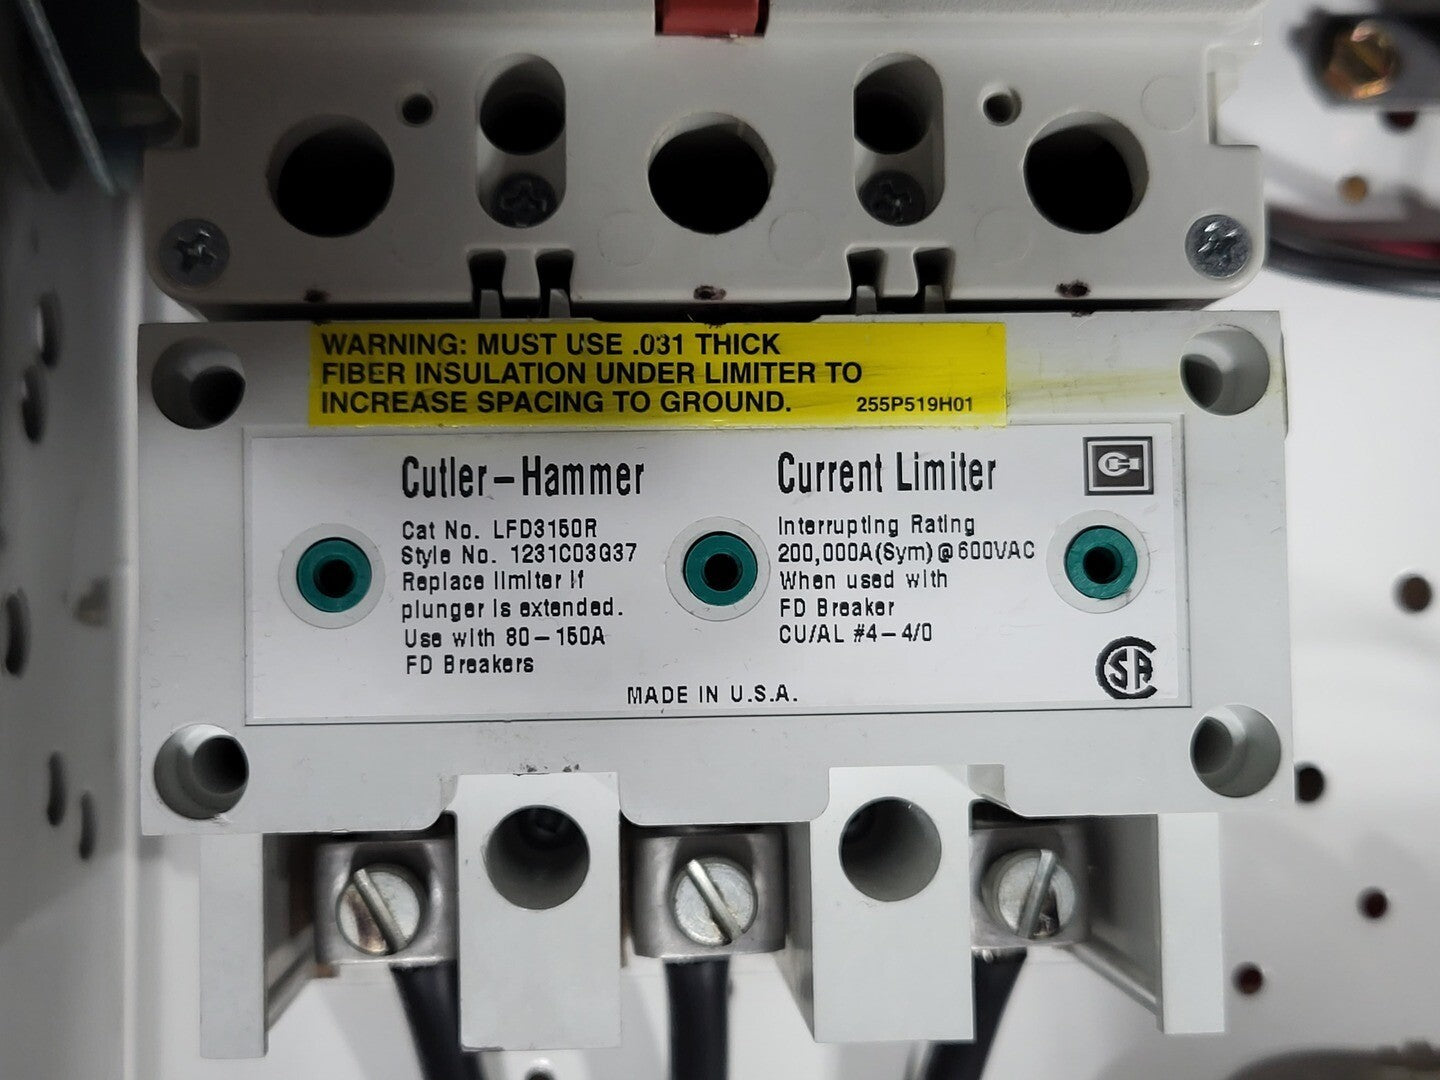 WARNING: MUST USE .031 THICK
FIBER INSULATION UNDER LIMITER TO
INCREASE SPACING TO GROUND. 255P519H01
Cutler-Hammer
Cat No. LFD3150R
Style No. 1231C03G37
Replace limiter if
plunger is extended.
Use with 80-150A
FD Breakers
Current Limiter
Interrupting Rating
200,000A(Sym)@600VAC
When used with
FD Breaker
CU/AL #4-4/0
CH
CSA
MADE IN U.S.A.